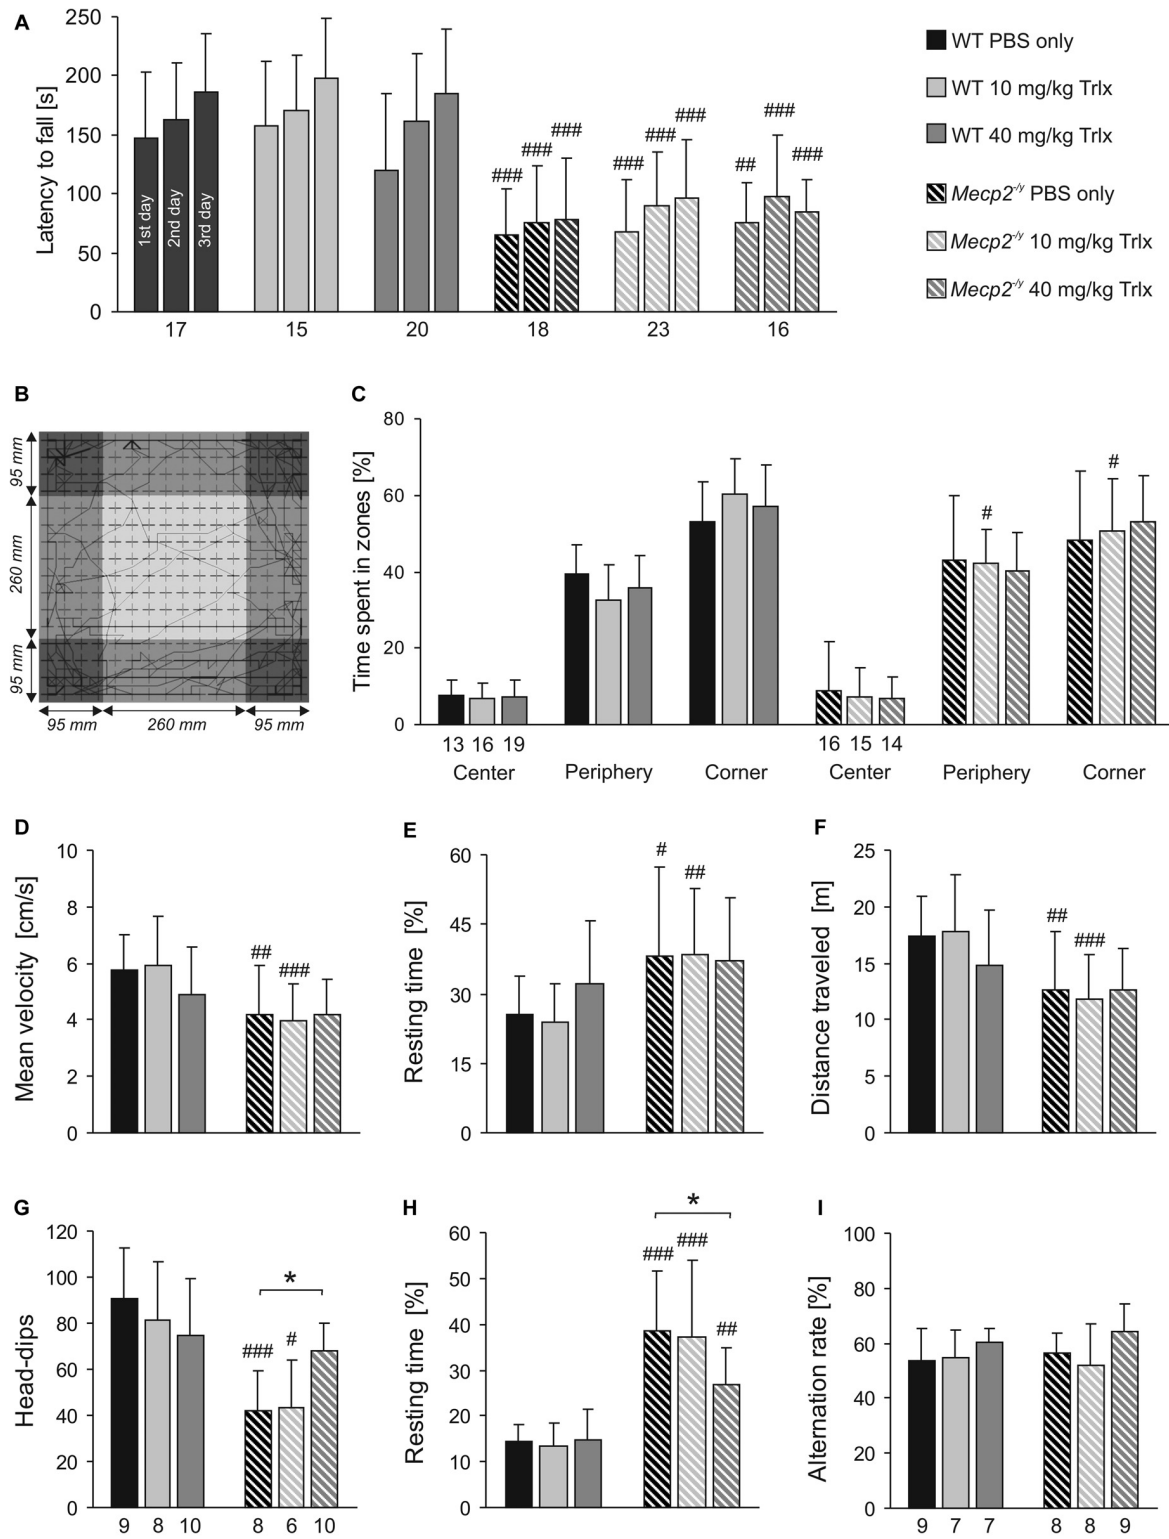 A
Latency to fall [s]
250
200
150
100
50
0
1st day
2nd day
3rd day
###
###
###
###
###
###
##
###
###
17
15
20
18
23
16
WT PBS only
WT 10 mg/kg Trlx
WT 40 mg/kg Trlx
Mecp2-/y PBS only
Mecp2-/y 10 mg/kg Trlx
Mecp2-/y 40 mg/kg Trlx
B
95 mm
260 mm
95 mm
95 mm
260 mm
95 mm
C
Time spent in zones [%]
80
60
40
20
0
#
#
13 16 19
16 15 14
Center
Periphery
Corner
Center
Periphery
Corner
D
Mean velocity [cm/s]
10
8
6
4
2
0
##
###
E
Resting time [%]
60
45
30
15
0
#
##
F
Distance traveled [m]
25
20
15
10
5
0
##
###
G
Head-dips
120
100
80
60
40
20
0
*
###
#
9 8 10
8 6 10
H
Resting time [%]
60
50
40
30
20
10
0
*
###
###
##
I
Alternation rate [%]
100
80
60
40
20
0
9 7 7
8 8 9